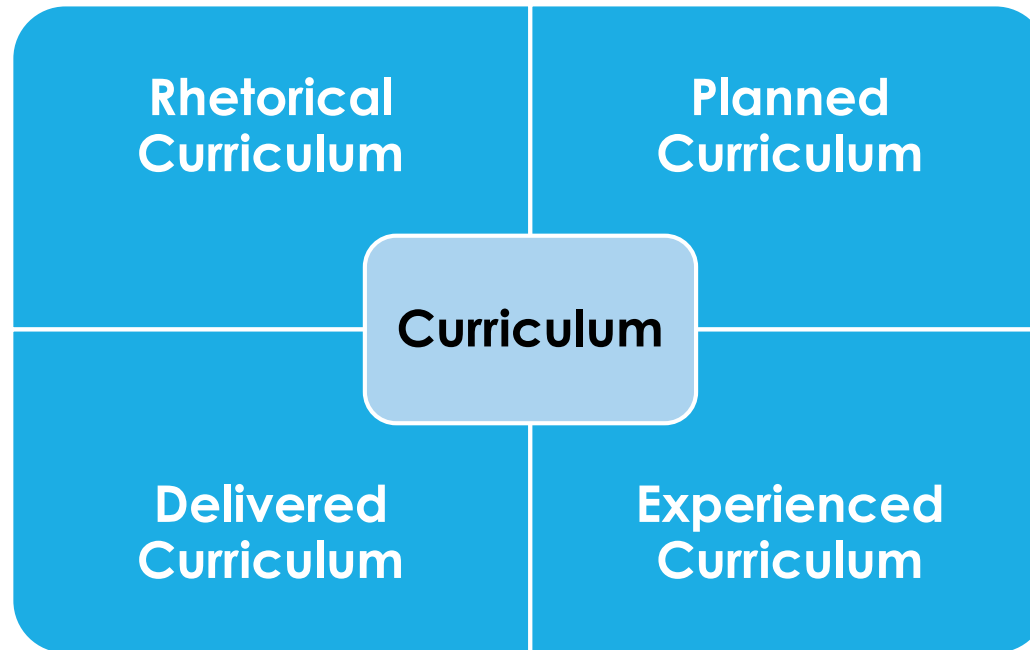 Rhetorical
Curriculum
Planned
Curriculum
Curriculum
Delivered
Curriculum
Experienced
Curriculum